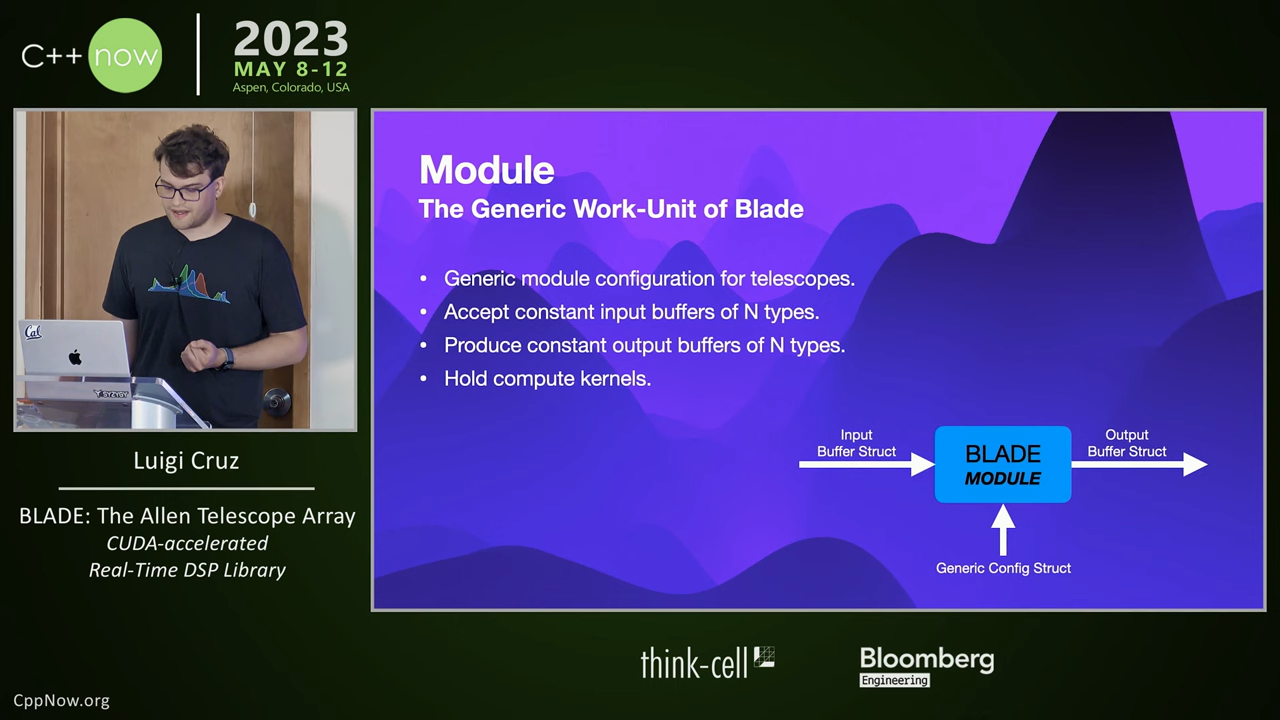 C++ now
2023
MAY 8-12
Aspen, Colorado, USA
Cal
SYZYGY
Luigi Cruz
BLADE: The Allen Telescope Array
CUDA-accelerated
Real-Time DSP Library
Module
The Generic Work-Unit of Blade
• Generic module configuration for telescopes.
• Accept constant input buffers of N types.
• Produce constant output buffers of N types.
• Hold compute kernels.
Input
Buffer Struct
BLADE
MODULE
Output
Buffer Struct
Generic Config Struct
think-cell
Bloomberg
Engineering
CppNow.org